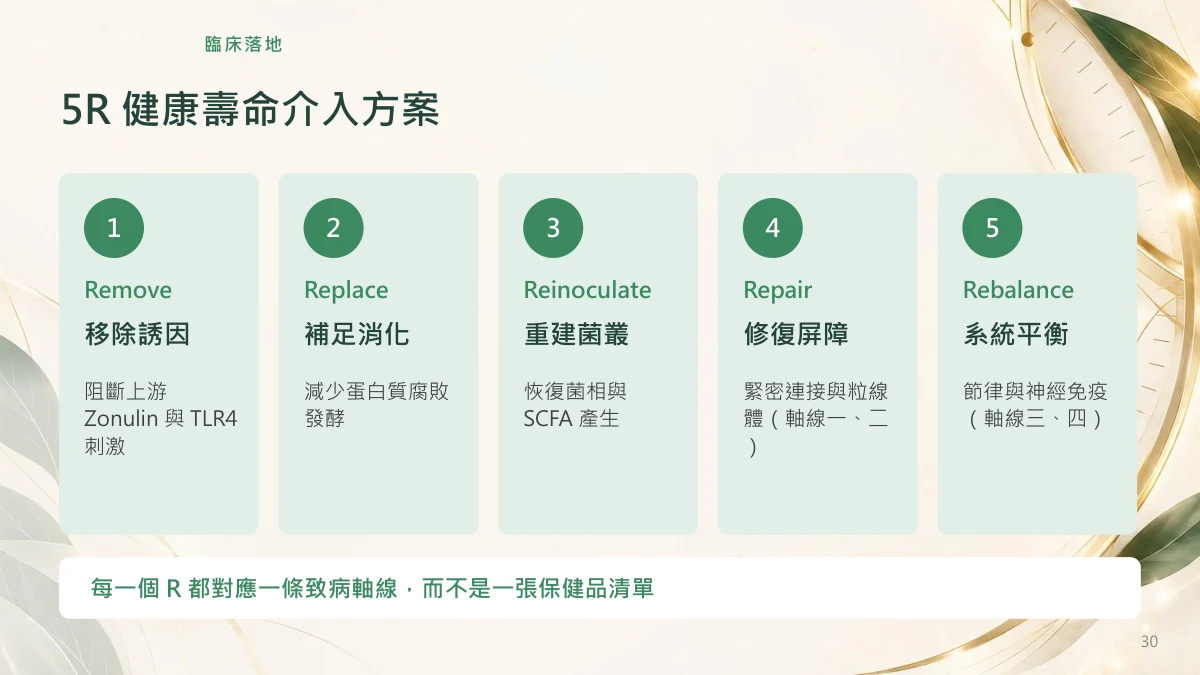 臨床落地
5R 健康壽命介入方案
1
Remove
移除誘因
阻斷上游
Zonulin 與 TLR4
刺激
2
Replace
補足消化
減少蛋白質腐敗
發酵
3
Reinoculate
重建菌叢
恢復菌相與
SCFA 產生
4
Repair
修復屏障
緊密連接與粒線
體（軸線一、二
）
5
Rebalance
系統平衡
節律與神經免疫
（軸線三、四）
每一個 R 都對應一條致病軸線，而不是一張保健品清單
30